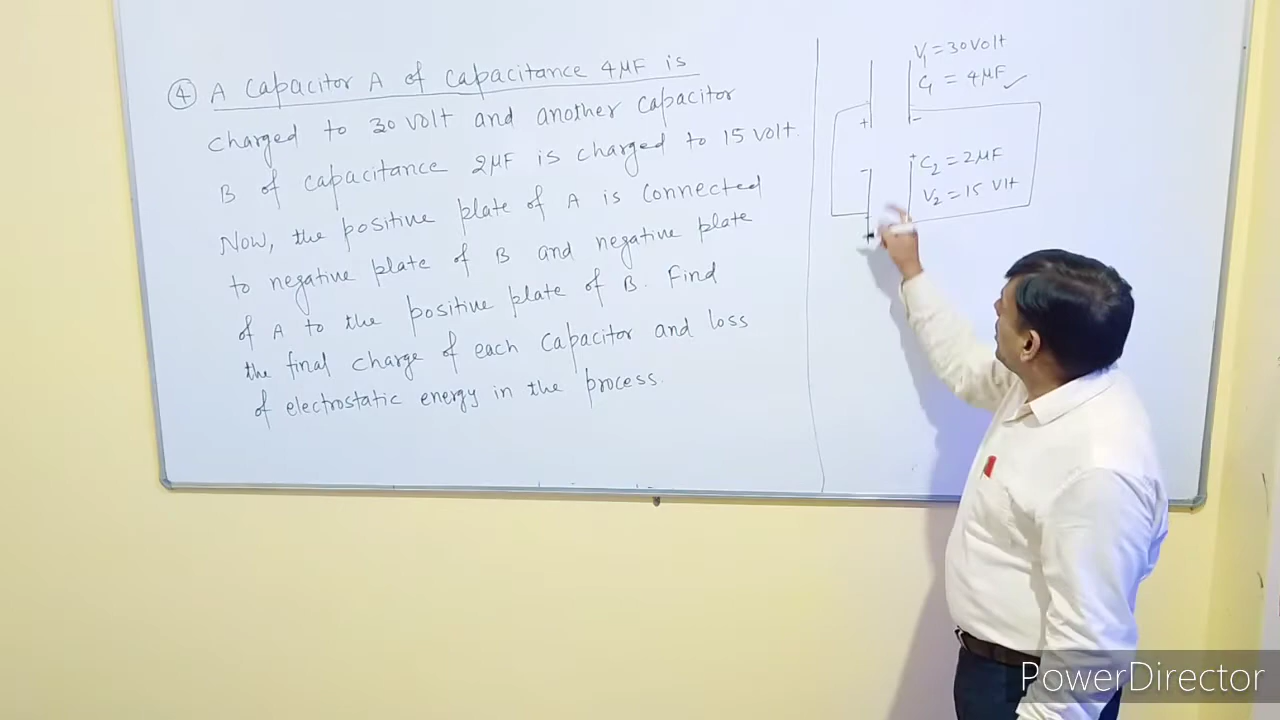 ④ A capacitor A of capacitance 4μF is
charged to 30 volt and another capacitor
B of capacitance 2μF is charged to 15 volt.
Now, the positive plate of A is connected
to negative plate of B and negative plate
of A to the positive plate of B. Find
the final charge of each capacitor and loss
of electrostatic energy in the process.
V₁ = 30 volt
C₁ = 4μF ✓
+ -
- + C₂ = 2μF
V₂ = 15 Vlt
PowerDirector